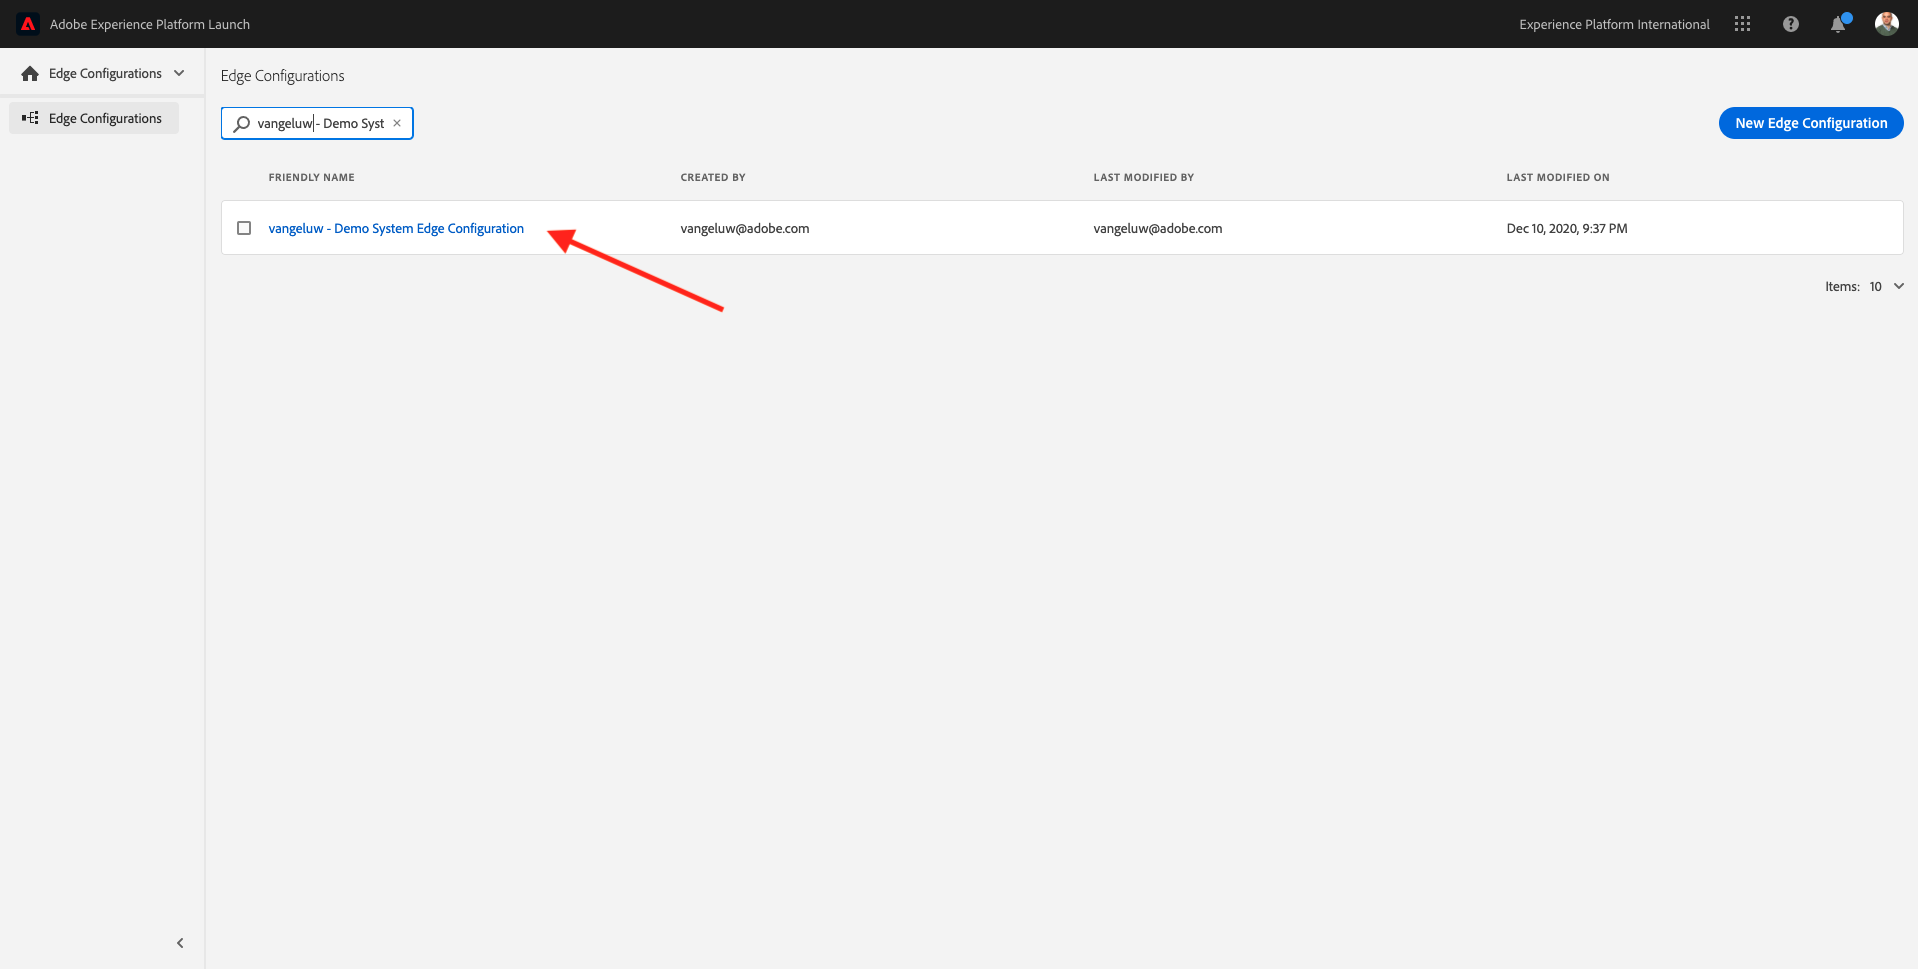 Adobe Experience Platform Launch
Experience Platform International
Edge Configurations
Edge Configurations
Edge Configurations
vangeluw - Demo Syst
New Edge Configuration
FRIENDLY NAME CREATED BY LAST MODIFIED BY LAST MODIFIED ON
vangeluw - Demo System Edge Configuration vangeluw@adobe.com vangeluw@adobe.com Dec 10, 2020, 9:37 PM
Items: 10